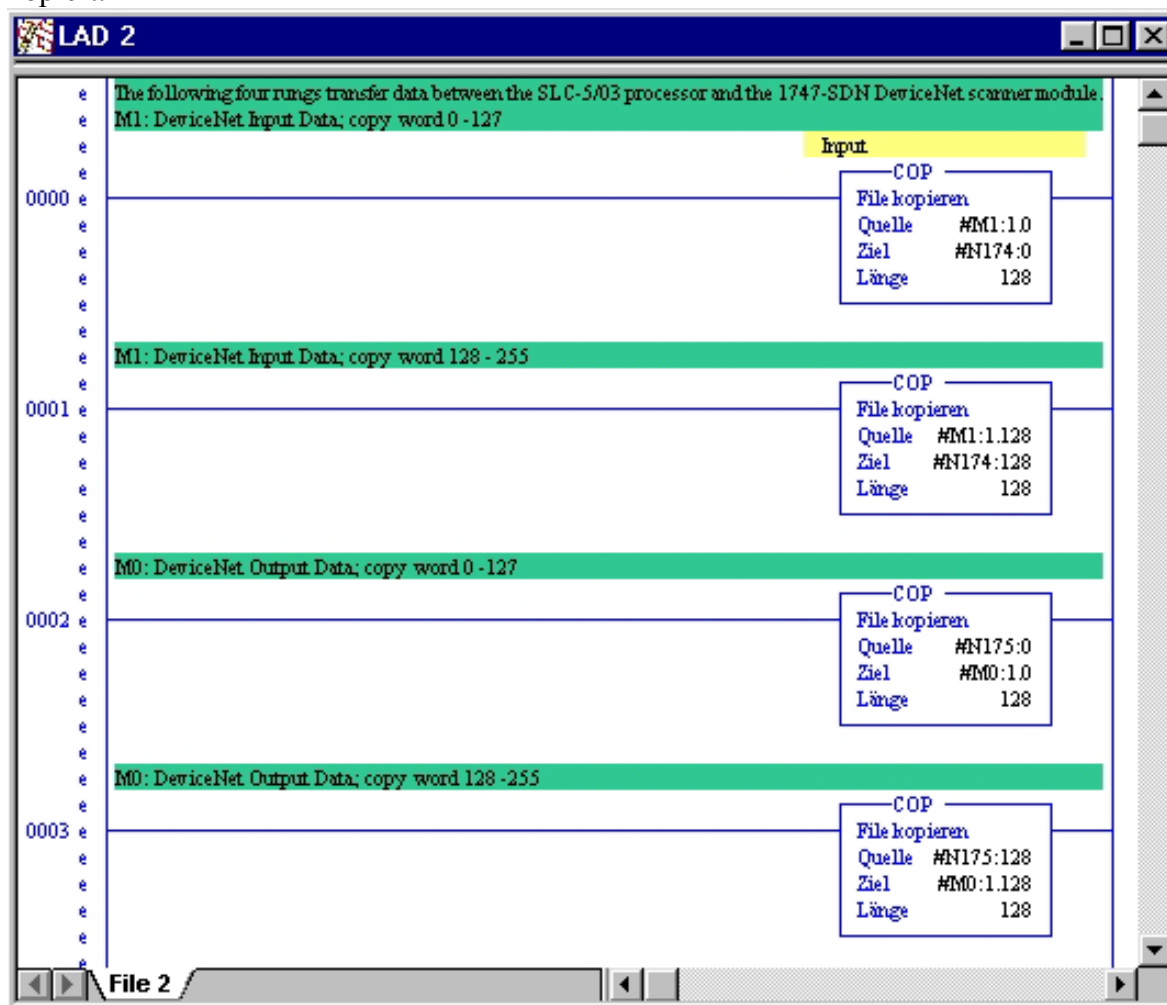 LAD 2
e The following four rungs transfer data between the SLC-5/03 processor and the 1747-SDN DeviceNet scanner module.
e M1: DeviceNet Input Data; copy word 0 -127
e Input
e COP
0000 e File kopieren
e Quelle #M1:1.0
e Ziel #N174:0
e Länge 128
e
e
e M1: DeviceNet Input Data; copy word 128 - 255
e COP
0001 e File kopieren
e Quelle #M1:1.128
e Ziel #N174:128
e Länge 128
e
e
e M0: DeviceNet Output Data; copy word 0 -127
e COP
0002 e File kopieren
e Quelle #N175:0
e Ziel #M0:1.0
e Länge 128
e
e
e M0: DeviceNet Output Data; copy word 128 -255
e COP
0003 e File kopieren
e Quelle #N175:128
e Ziel #M0:1.128
e Länge 128
e
e
File 2